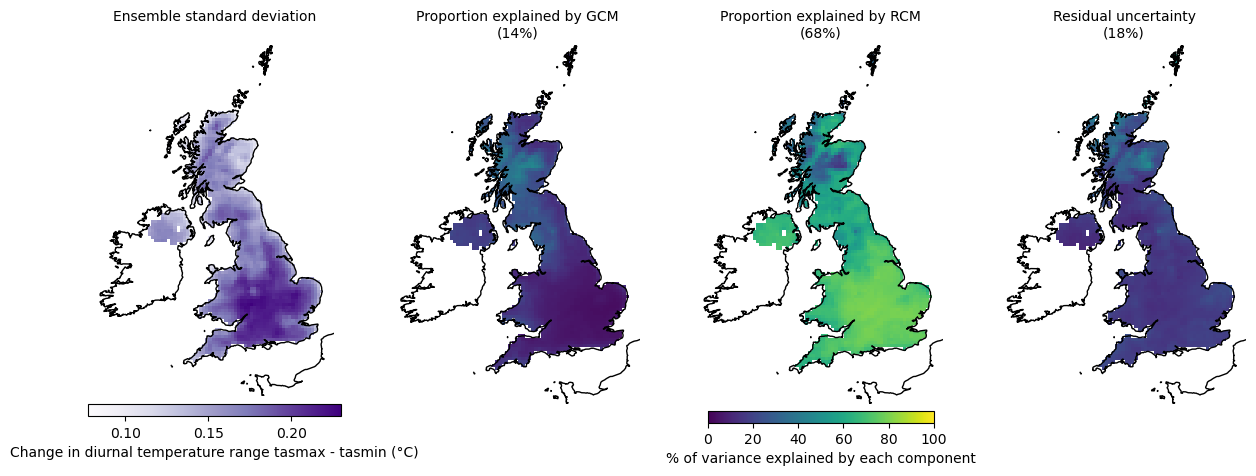 Ensemble standard deviation
Proportion explained by GCM
(14%)
Proportion explained by RCM
(68%)
Residual uncertainty
(18%)
0.10 0.15 0.20
Change in diurnal temperature range tasmax - tasmin (°C)
0 20 40 60 80 100
% of variance explained by each component